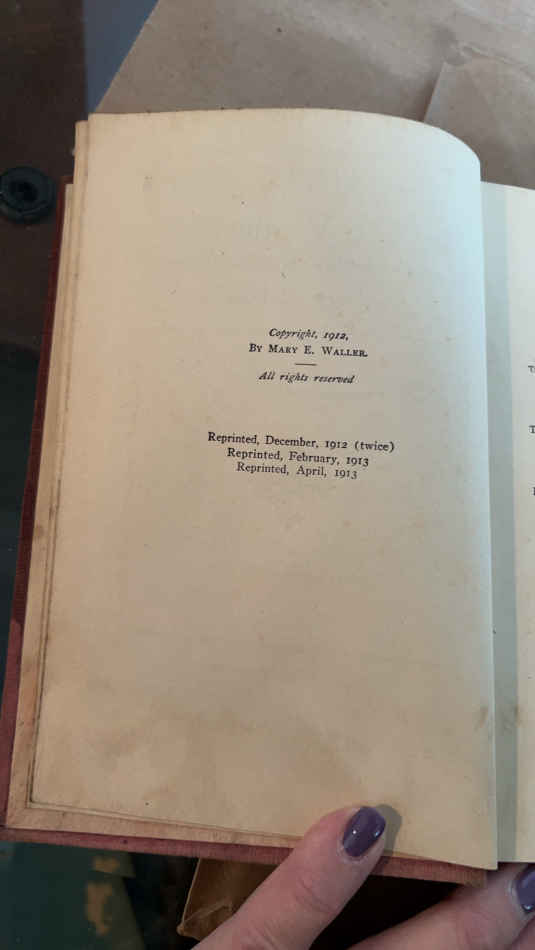 Copyright, 1912,
By Mary E. Waller.
All rights reserved
Reprinted, December, 1912 (twice)
Reprinted, February, 1913
Reprinted, April, 1913